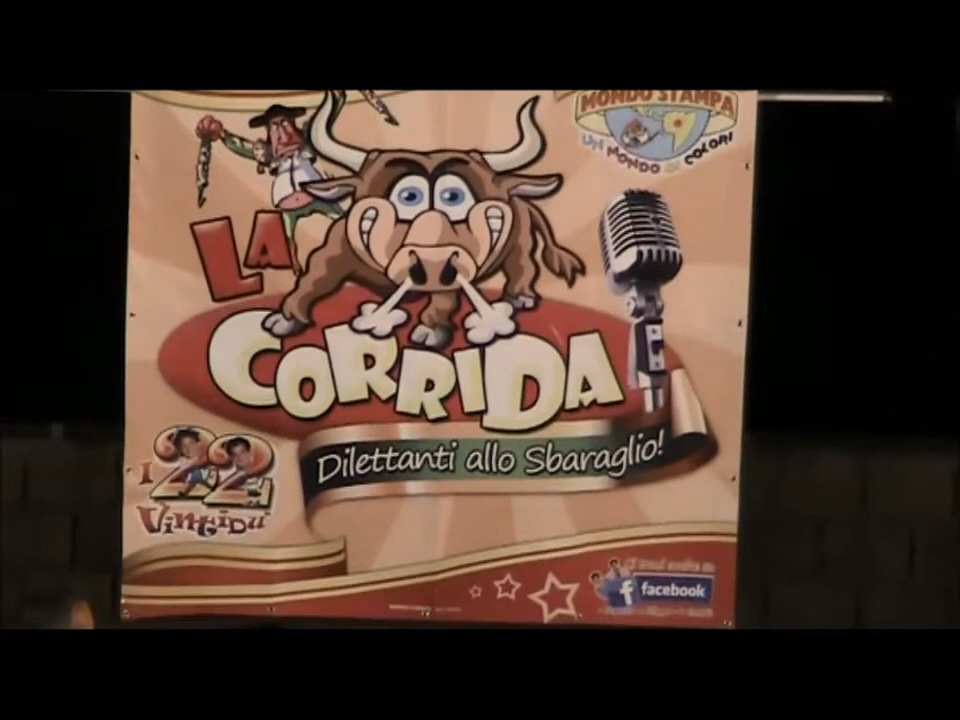 MONDO STAMPA
UN MONDO DI COLORI
LA
CORRIDA
Dilettanti allo Sbaraglio!
I 22
Vintidu'
facebook